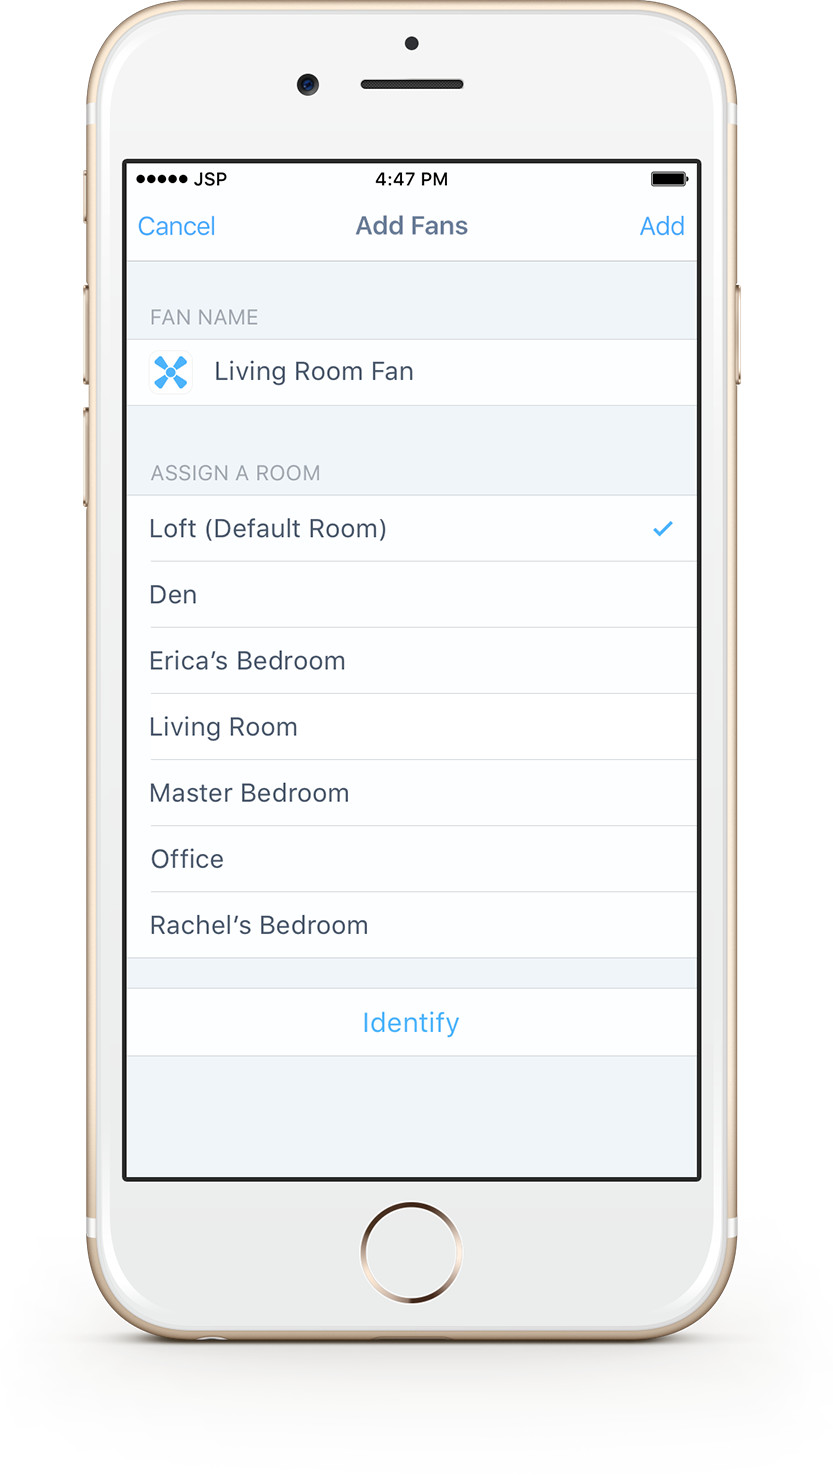 JSP 4:47 PM
Cancel Add Fans Add
FAN NAME
Living Room Fan
ASSIGN A ROOM
Loft (Default Room)
Den
Erica’s Bedroom
Living Room
Master Bedroom
Office
Rachel’s Bedroom
Identify